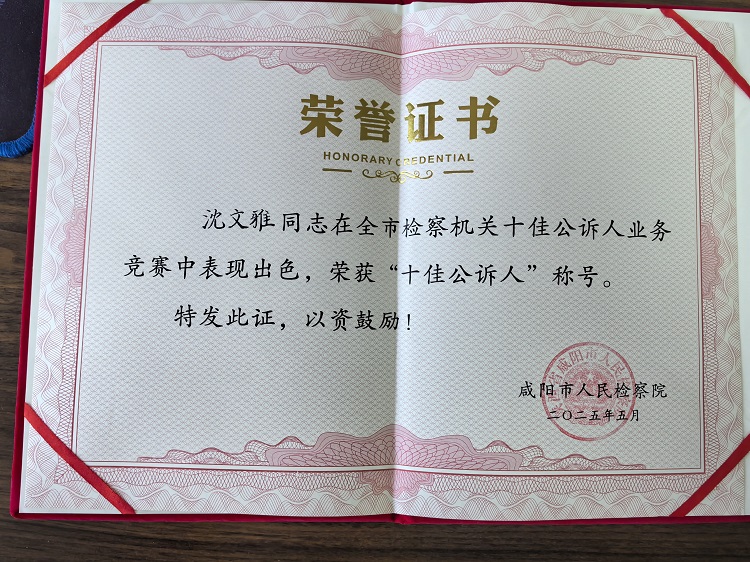 荣誉证书
HONORARY CREDENTIAL
沈文雅同志在全市检察机关十佳公诉人业务
竞赛中表现出色，荣获“十佳公诉人”称号。
特发此证，以资鼓励！
咸阳市人民检察院
二〇二五年五月